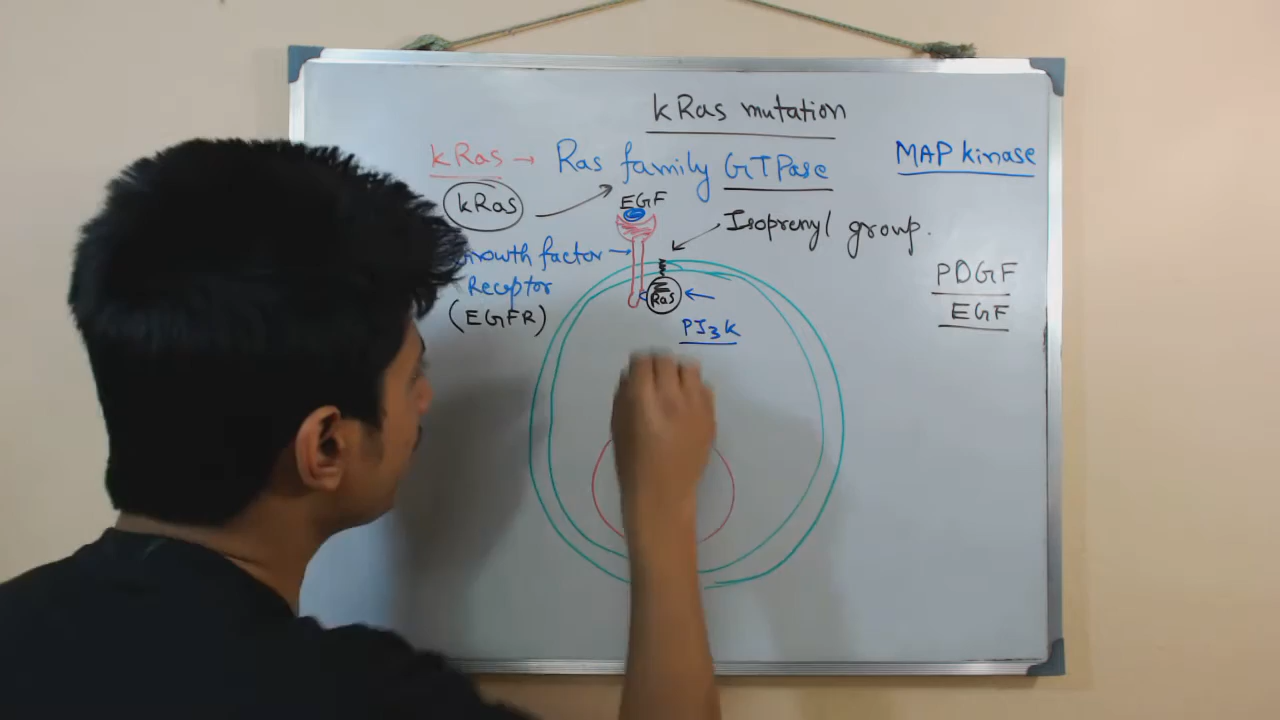 kRas mutation
kRas → Ras family GTPase
MAP kinase
kRas
EGF
Isoprenyl group.
Growth factor
Receptor
(EGFR)
Ras
PI3K
PDGF
EGF